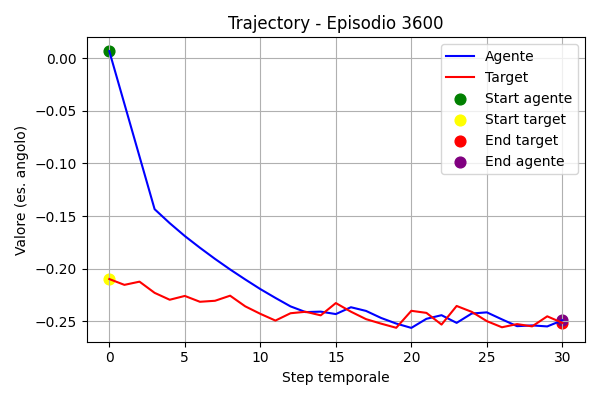 Trajectory - Episodio 3600
Agente
Target
Start agente
Start target
End target
End agente
Valore (es. angolo)
0.00
−0.05
−0.10
−0.15
−0.20
−0.25
0 5 10 15 20 25 30
Step temporale